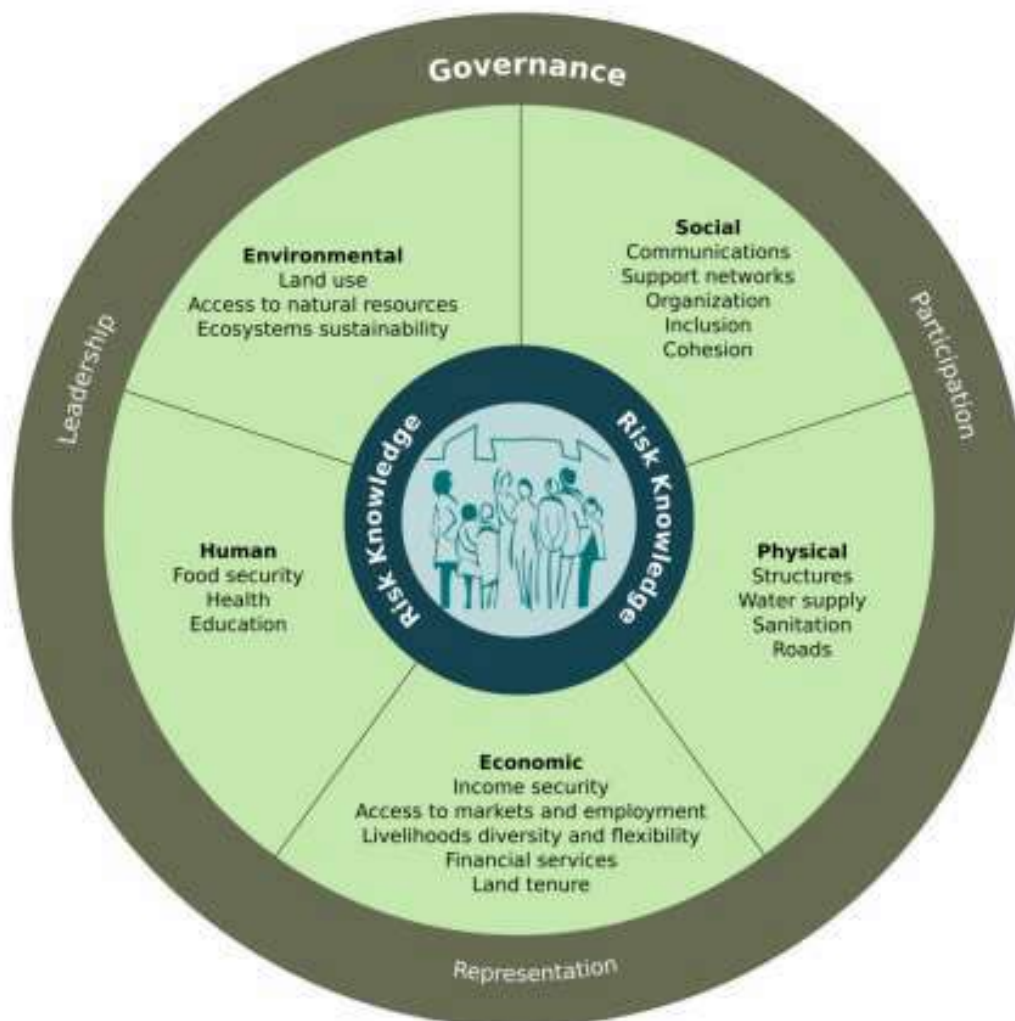 Governance
Leadership
Participation
Representation
Environmental
Land use
Access to natural resources
Ecosystems sustainability
Social
Communications
Support networks
Organization
Inclusion
Cohesion
Risk Knowledge
Risk Knowledge
Human
Food security
Health
Education
Physical
Structures
Water supply
Sanitation
Roads
Economic
Income security
Access to markets and employment
Livelihoods diversity and flexibility
Financial services
Land tenure